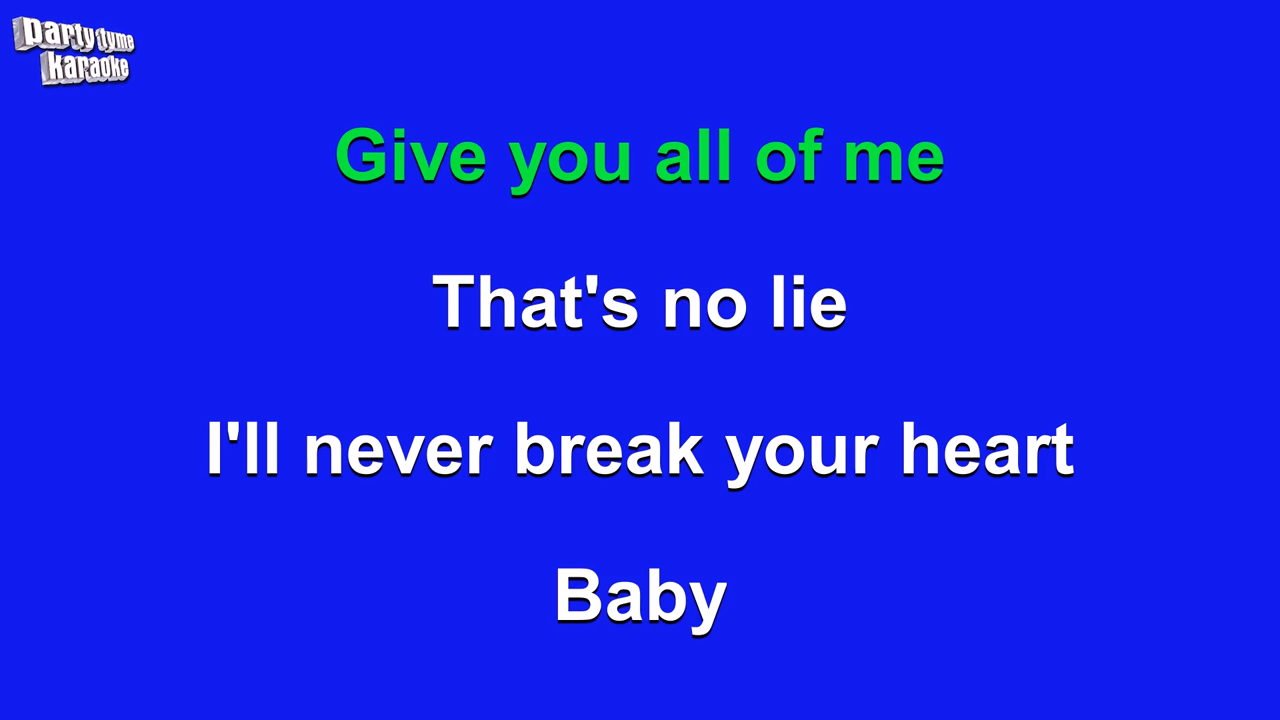 party tyme
karaoke
Give you all of me
That's no lie
I'll never break your heart
Baby